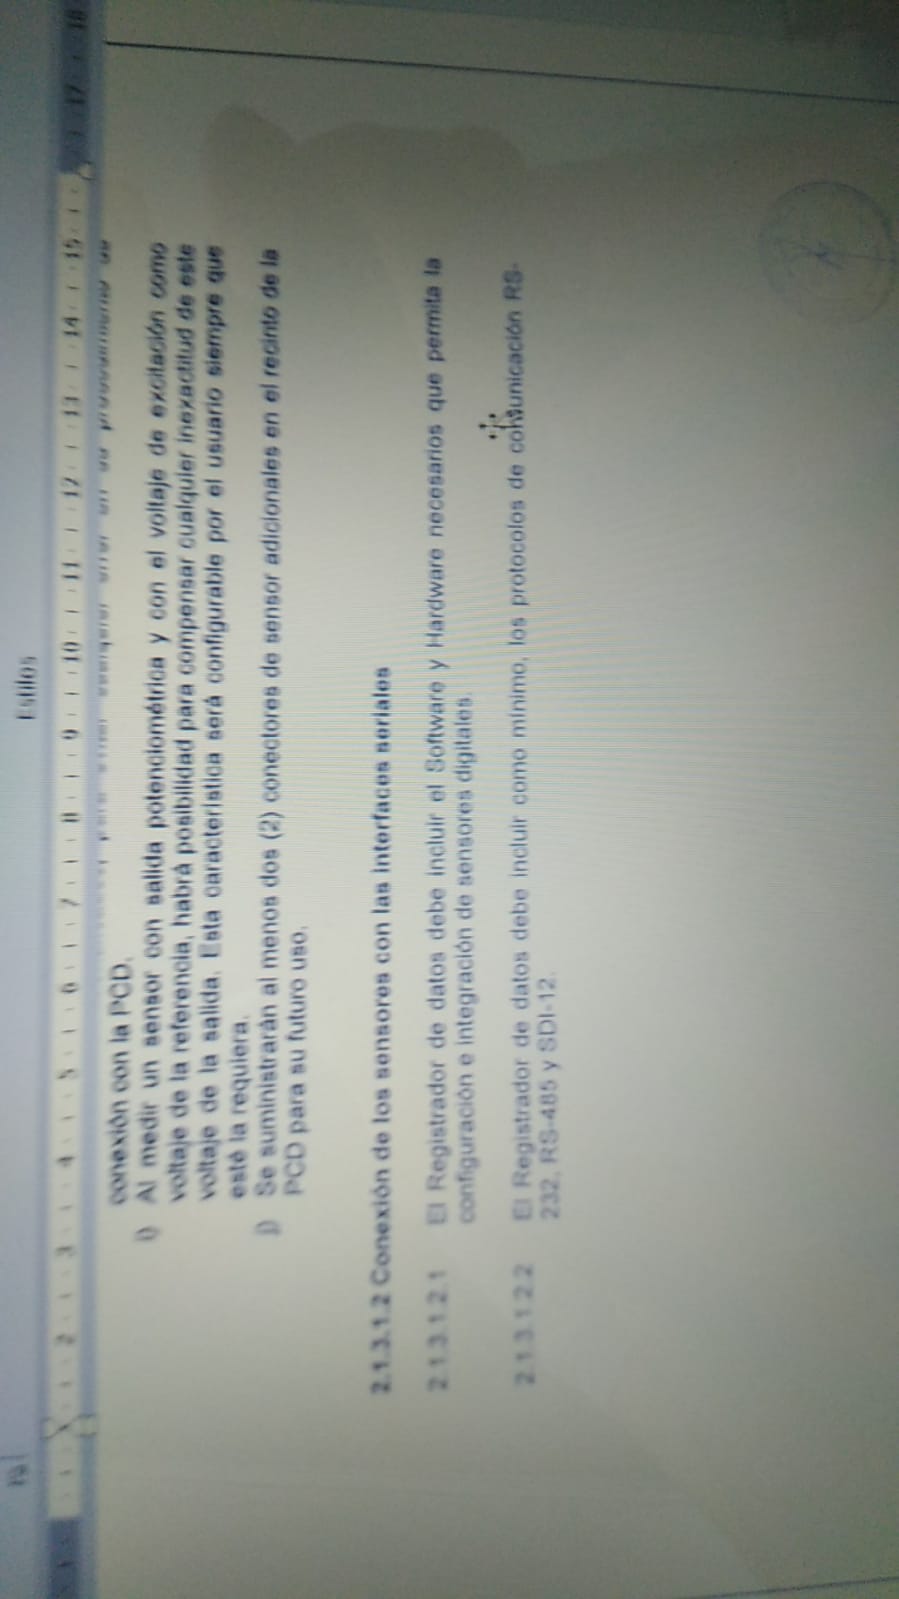 Estilos
2 3 4 5 6 7 8 9 10 11 12 13 14 15 17 18
conexión con la PCD.
i) Al medir un sensor con salida potenciométrica y con el voltaje de excitación como
voltaje de la referencia, habrá posibilidad para compensar cualquier inexactitud de este
voltaje de la salida. Esta característica será configurable por el usuario siempre que
esté la requiera.
j) Se suministrarán al menos dos (2) conectores de sensor adicionales en el recinto de la
PCD para su futuro uso.
2.1.3.1.2 Conexión de los sensores con las interfaces seriales
2.1.3.1.2.1 El Registrador de datos debe incluir el Software y Hardware necesarios que permita la
configuración e integración de sensores digitales.
2.1.3.1.2.2 El Registrador de datos debe incluir como mínimo, los protocolos de comunicación RS-
232, RS-485 y SDI-12.